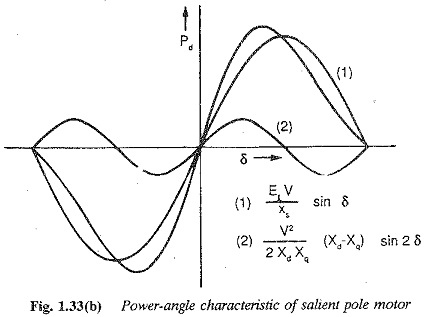 P_d
(1)
(2)
δ
(1) E_L V / X_s sin δ
(2) V² / 2 X_d X_q (X_d-X_q) sin 2 δ
Fig. 1.33(b) Power-angle characteristic of salient pole motor